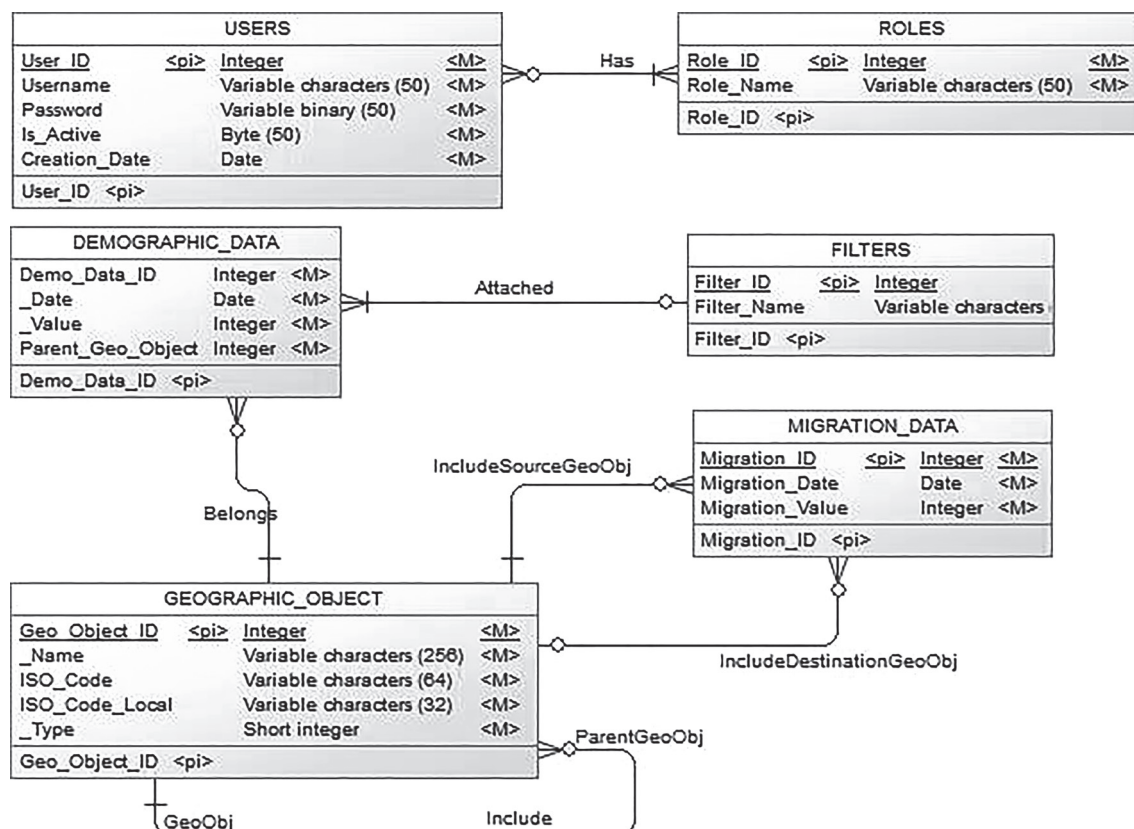 USERS
User_ID <pi> Integer <M>
Username Variable characters (50) <M>
Password Variable binary (50) <M>
Is_Active Byte (50) <M>
Creation_Date Date <M>
User_ID <pi>
Has
ROLES
Role_ID <pi> Integer <M>
Role_Name Variable characters (50) <M>
Role_ID <pi>
DEMOGRAPHIC_DATA
Demo_Data_ID Integer <M>
_Date Date <M>
_Value Integer <M>
Parent_Geo_Object Integer <M>
Demo_Data_ID <pi>
Attached
FILTERS
Filter_ID <pi> Integer
Filter_Name Variable characters
Filter_ID <pi>
Belongs
IncludeSourceGeoObj
MIGRATION_DATA
Migration_ID <pi> Integer <M>
Migration_Date Date <M>
Migration_Value Integer <M>
Migration_ID <pi>
IncludeDestinationGeoObj
GEOGRAPHIC_OBJECT
Geo_Object_ID <pi> Integer <M>
_Name Variable characters (256) <M>
ISO_Code Variable characters (64) <M>
ISO_Code_Local Variable characters (32) <M>
_Type Short integer <M>
Geo_Object_ID <pi>
ParentGeoObj
GeoObj
Include